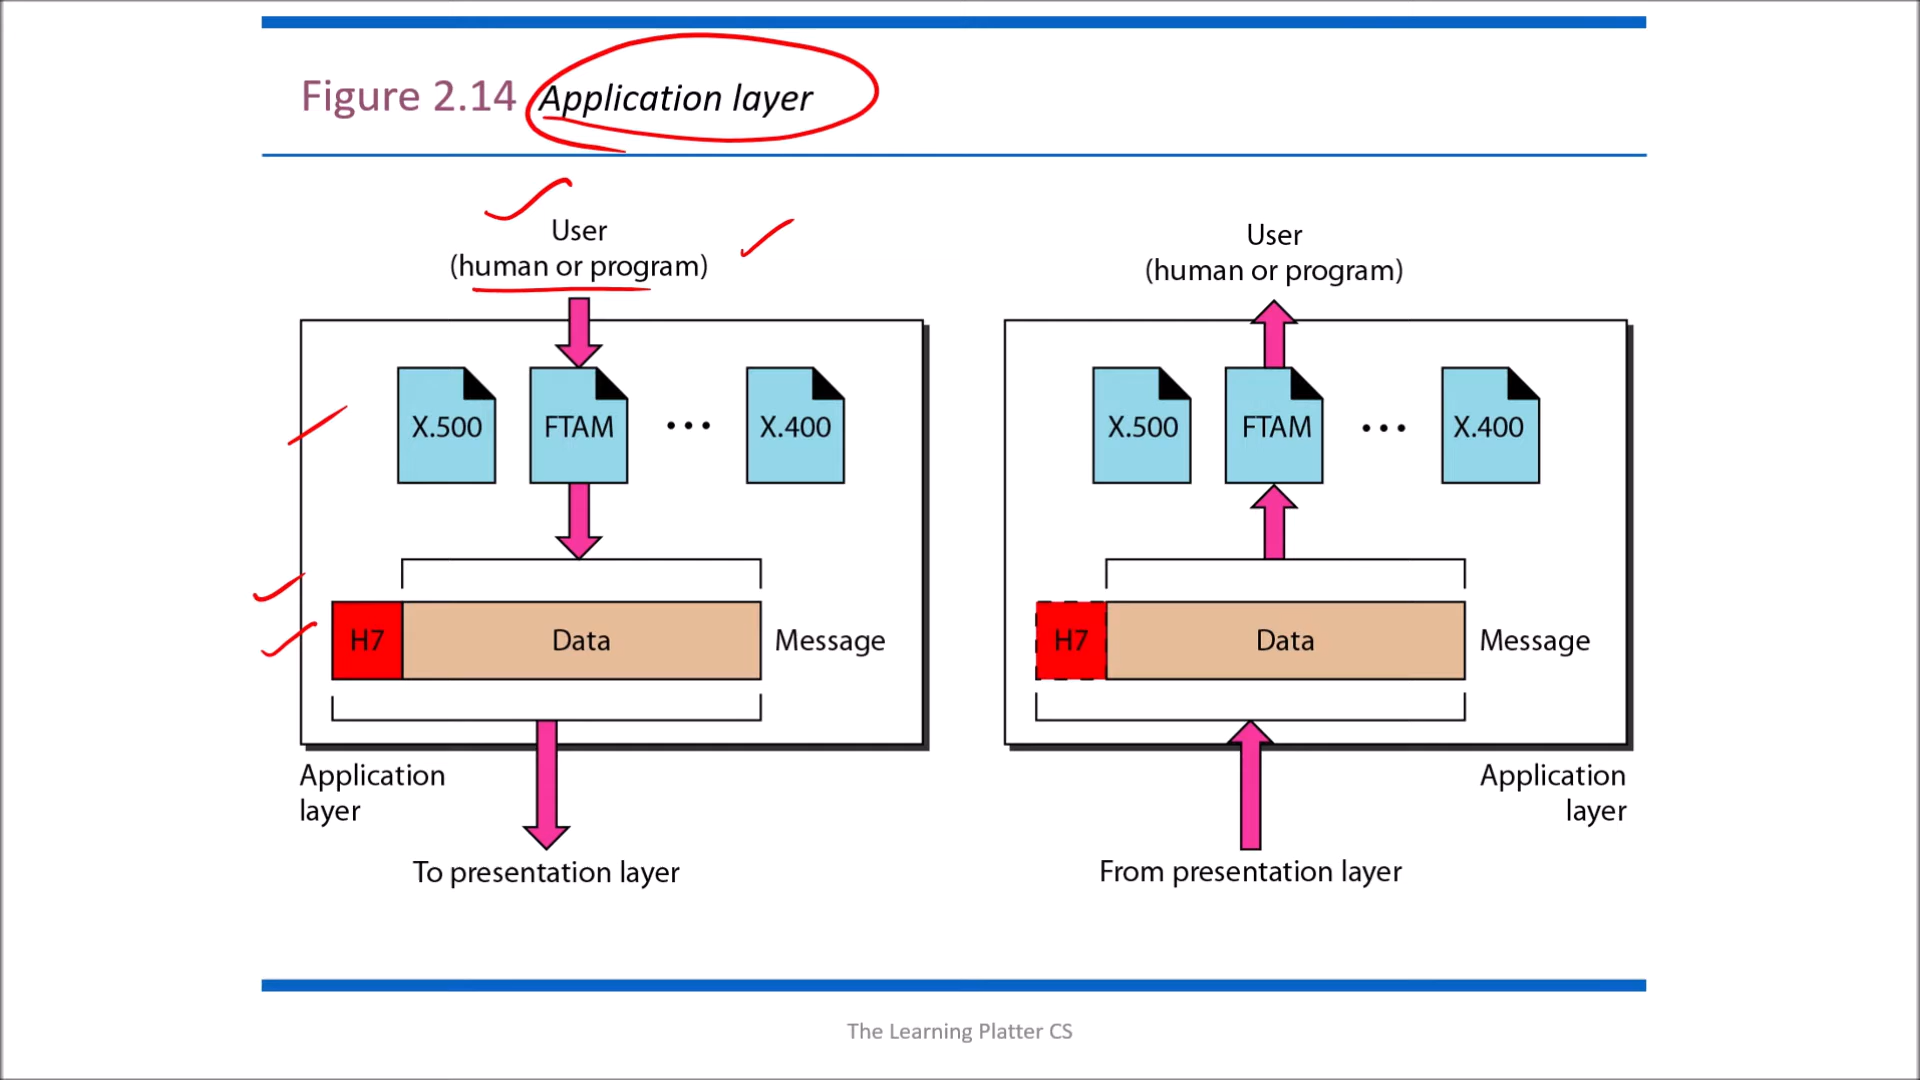 Figure 2.14 Application layer
User
(human or program)
X.500
FTAM
...
X.400
H7
Data
Message
Application
layer
To presentation layer
User
(human or program)
X.500
FTAM
...
X.400
H7
Data
Message
Application
layer
From presentation layer
The Learning Platter CS